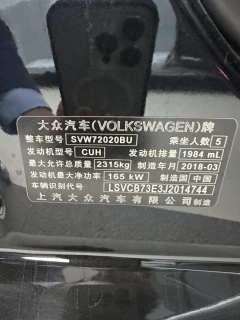 大众汽车(VOLKSWAGEN)牌
整车型号 SVW72020BU 乘坐人数 5
发动机型号 CUH 发动机排量 1984 mL
最大允许总质量 2315kg 制造年月 2018-03
发动机最大净功率 165 kW 制造国 中国
车辆识别代号 LSVCB73E3J2014744
上汽大众汽车有限公司 制造